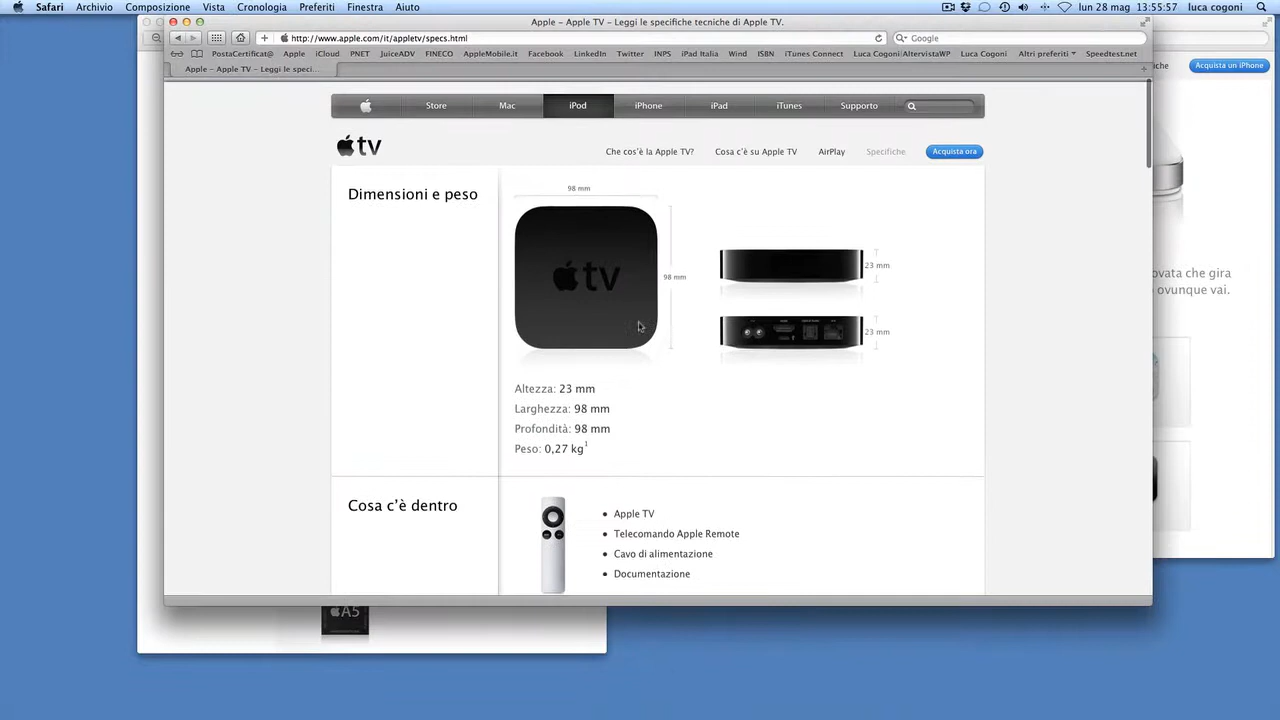 Safari Archivio Composizione Vista Cronologia Preferiti Finestra Aiuto lun 28 mag 13:55:57 luca cogoni
Apple - Apple TV - Leggi le specifiche tecniche di Apple TV.
http://www.apple.com/it/appletv/specs.html Google
PostaCertificat@ Apple iCloud PNET JuiceADV FINECO AppleMobile.it Facebook LinkedIn Twitter INPS iPad Italia Wind ISBN iTunes Connect Luca Cogoni|AltervistaWP Luca Cogoni Altri preferiti Speedtest.net
Apple - Apple TV - Leggi le speci...
Acquista un iPhone
Store Mac iPod iPhone iPad iTunes Supporto
tv
Che cos'è la Apple TV? Cosa c'è su Apple TV AirPlay Specifiche Acquista ora
Dimensioni e peso
98 mm
tv
98 mm
23 mm
23 mm
Altezza: 23 mm
Larghezza: 98 mm
Profondità: 98 mm
Peso: 0,27 kg1
ovata che gira
ovunque vai.
Cosa c'è dentro
Apple TV
Telecomando Apple Remote
Cavo di alimentazione
Documentazione
A5